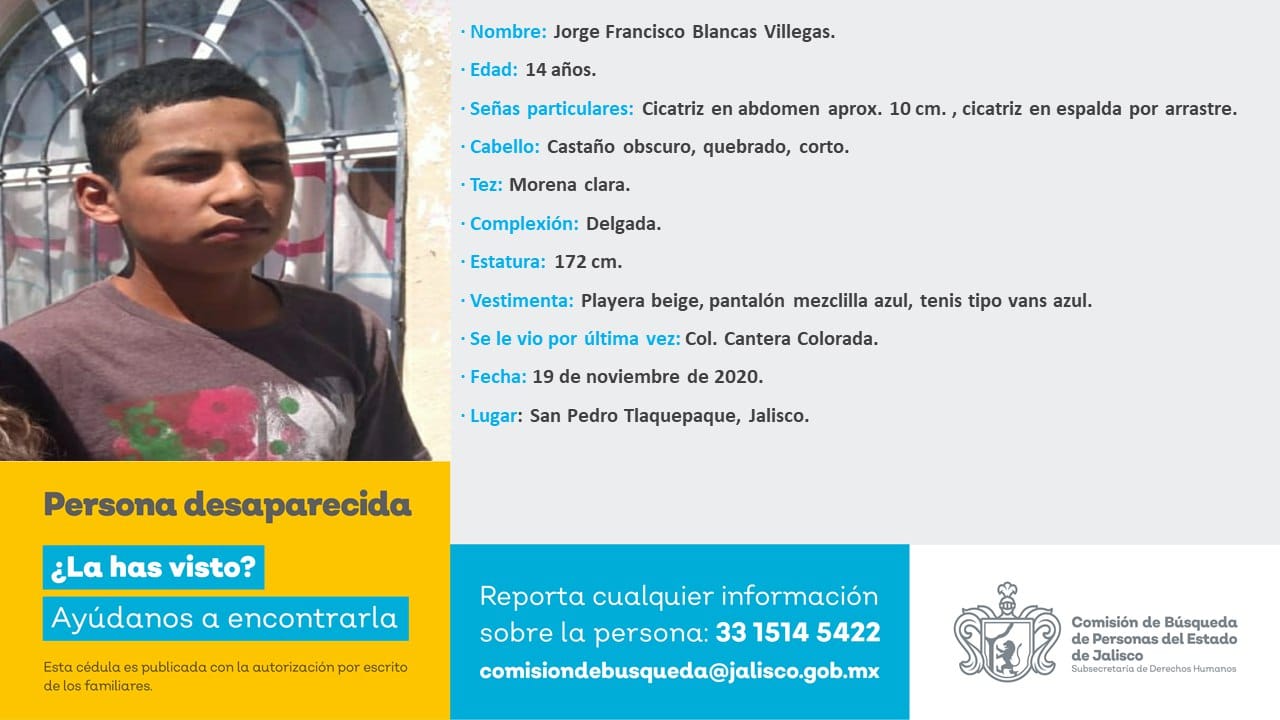 · Nombre: Jorge Francisco Blancas Villegas.
· Edad: 14 años.
· Señas particulares: Cicatriz en abdomen aprox. 10 cm. , cicatriz en espalda por arrastre.
· Cabello: Castaño obscuro, quebrado, corto.
· Tez: Morena clara.
· Complexión: Delgada.
· Estatura: 172 cm.
· Vestimenta: Playera beige, pantalón mezclilla azul, tenis tipo vans azul.
· Se le vio por última vez: Col. Cantera Colorada.
· Fecha: 19 de noviembre de 2020.
· Lugar: San Pedro Tlaquepaque, Jalisco.
Persona desaparecida
¿La has visto?
Ayúdanos a encontrarla
Esta cédula es publicada con la autorización por escrito
de los familiares.
Reporta cualquier información
sobre la persona: 33 1514 5422
comisiondebusqueda@jalisco.gob.mx
Comisión de Búsqueda
de Personas del Estado
de Jalisco
Subsecretaría de Derechos Humanos